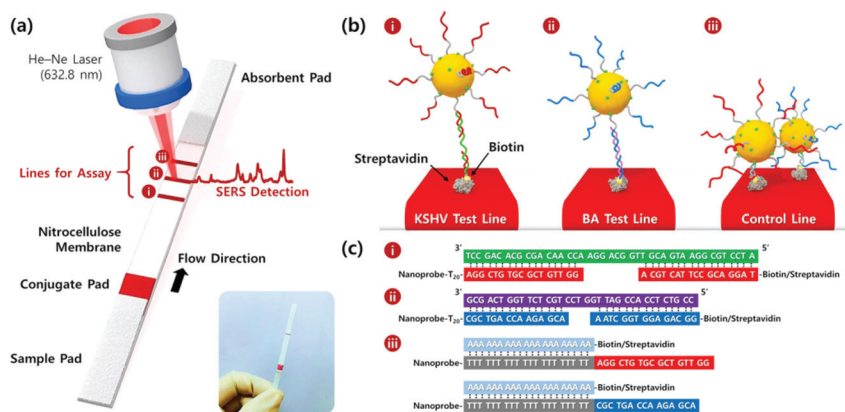 (a)
He–Ne Laser
(632.8 nm)
Absorbent Pad
Lines for Assay
iii
ii
i
SERS Detection
Nitrocellulose
Membrane
Flow Direction
Conjugate Pad
Sample Pad
(b)
i
ii
iii
Streptavidin
Biotin
KSHV Test Line
BA Test Line
Control Line
(c)
i
3′ 5′
TCC GAC ACG CGA CAACCA AGGACG GTT GCA GTA AGG CGT CCT A
Nanoprobe-T20- AGG CTG TGC GCT GTT GG A CGT CAT TCC GCA GGA T -Biotin/Streptavidin
ii
3′ 5′
GCG ACT GGT TCT CGT CCT GGT TAG CCA CCT CTG CC
Nanoprobe-T20- CGC TGA CCA AGA GCA A ATC GGT GGA GAC GG -Biotin/Streptavidin
iii
AAA AAA AAA AAA AAA AAA AA -Biotin/Streptavidin
Nanoprobe- TTT TTT TTT TTT TTT TTT TT AGG CTG TGC GCT GTT GG
AAA AAA AAA AAA AAA AAA AA -Biotin/Streptavidin
Nanoprobe- TTT TTT TTT TTT TTT TTT TT CGC TGA CCA AGA GCA